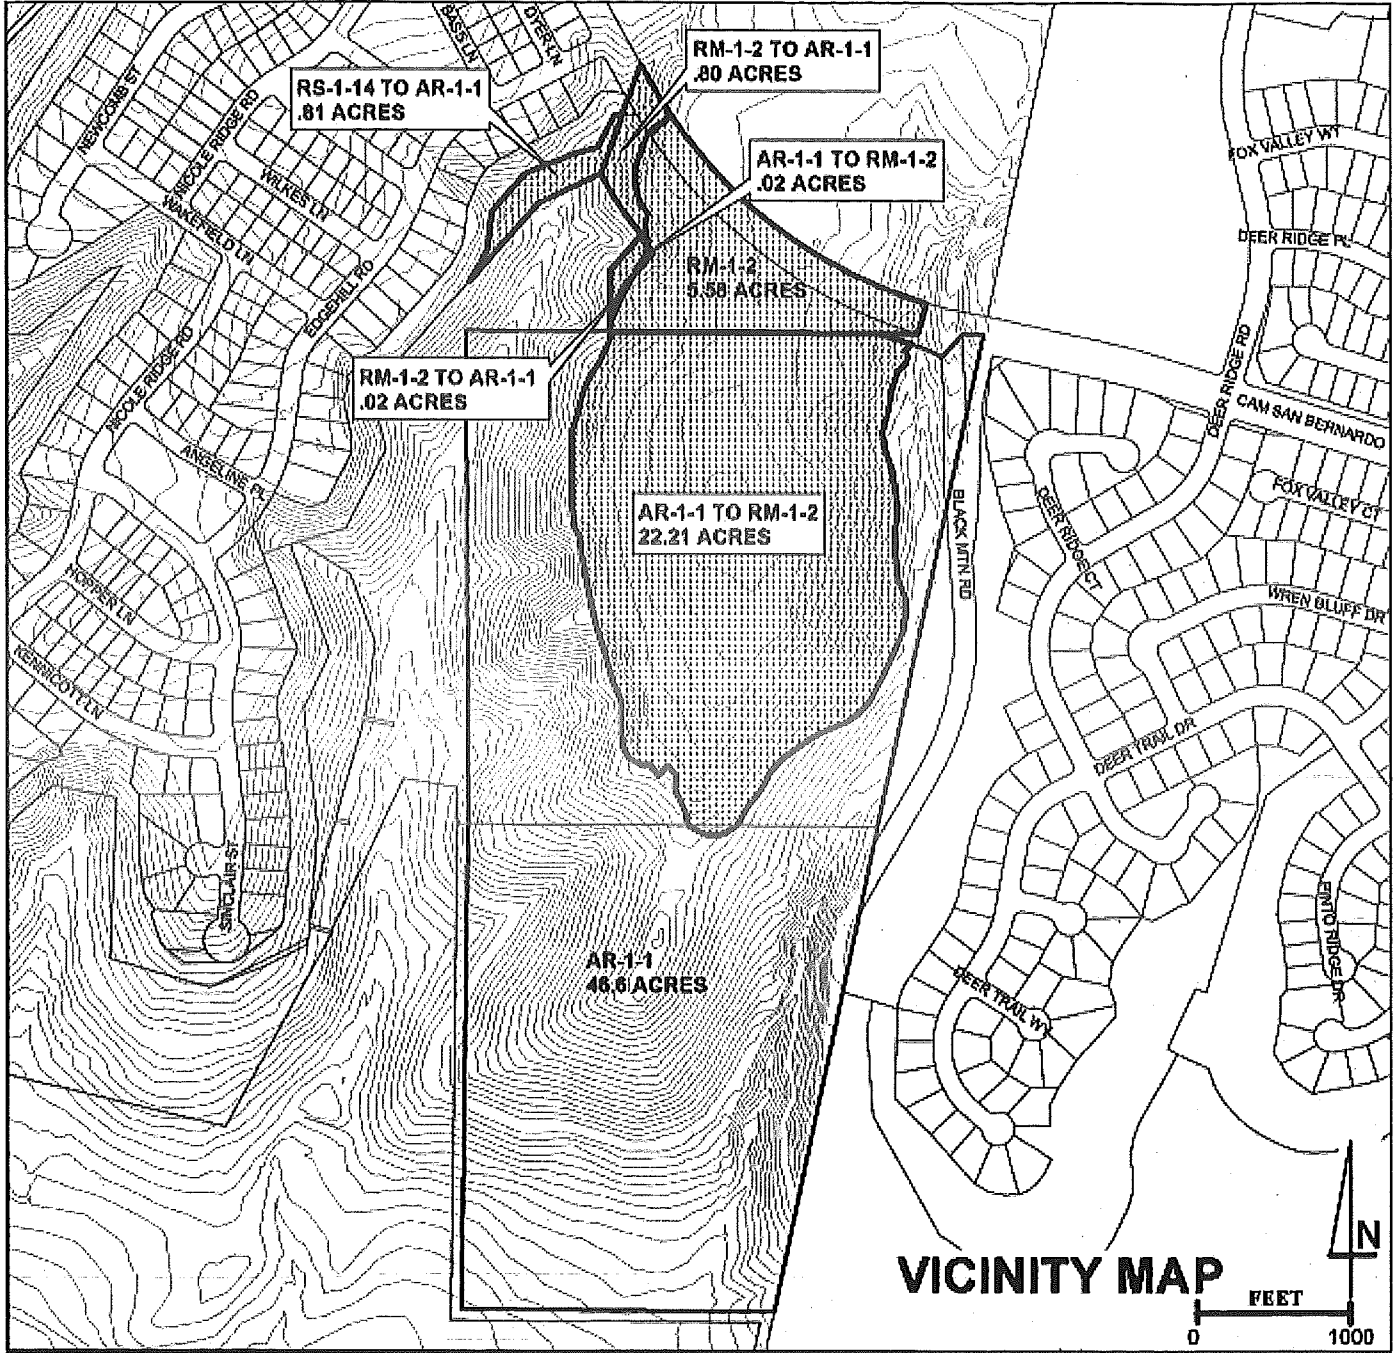 BASS LN
DYER LN
NEWCOMB ST
NICOLE RIDGE RD
WILKES LN
WAKEFIELD LN
EDGEHILL RD
RS-1-14 TO AR-1-1
.81 ACRES
RM-1-2 TO AR-1-1
.80 ACRES
AR-1-1 TO RM-1-2
.02 ACRES
RM-1-2
5.58 ACRES
FOX VALLEY WY
DEER RIDGE PL
NICOLE RIDGE RD
RM-1-2 TO AR-1-1
.02 ACRES
DEER RIDGE RD
CAM SAN BERNARDO
ANGELINE PL
AR-1-1 TO RM-1-2
22.21 ACRES
BLACK MTN RD
DEER RIDGE CT
FOX VALLEY CT
HOPPER LN
WREN BLUFF DR
KENNICOTT LN
DEER TRAIL DR
SINCLAIR ST
PINTO RIDGE DR
AR-1-1
46.6 ACRES
DEER TRAIL WY
N
VICINITY MAP
FEET
0 1000